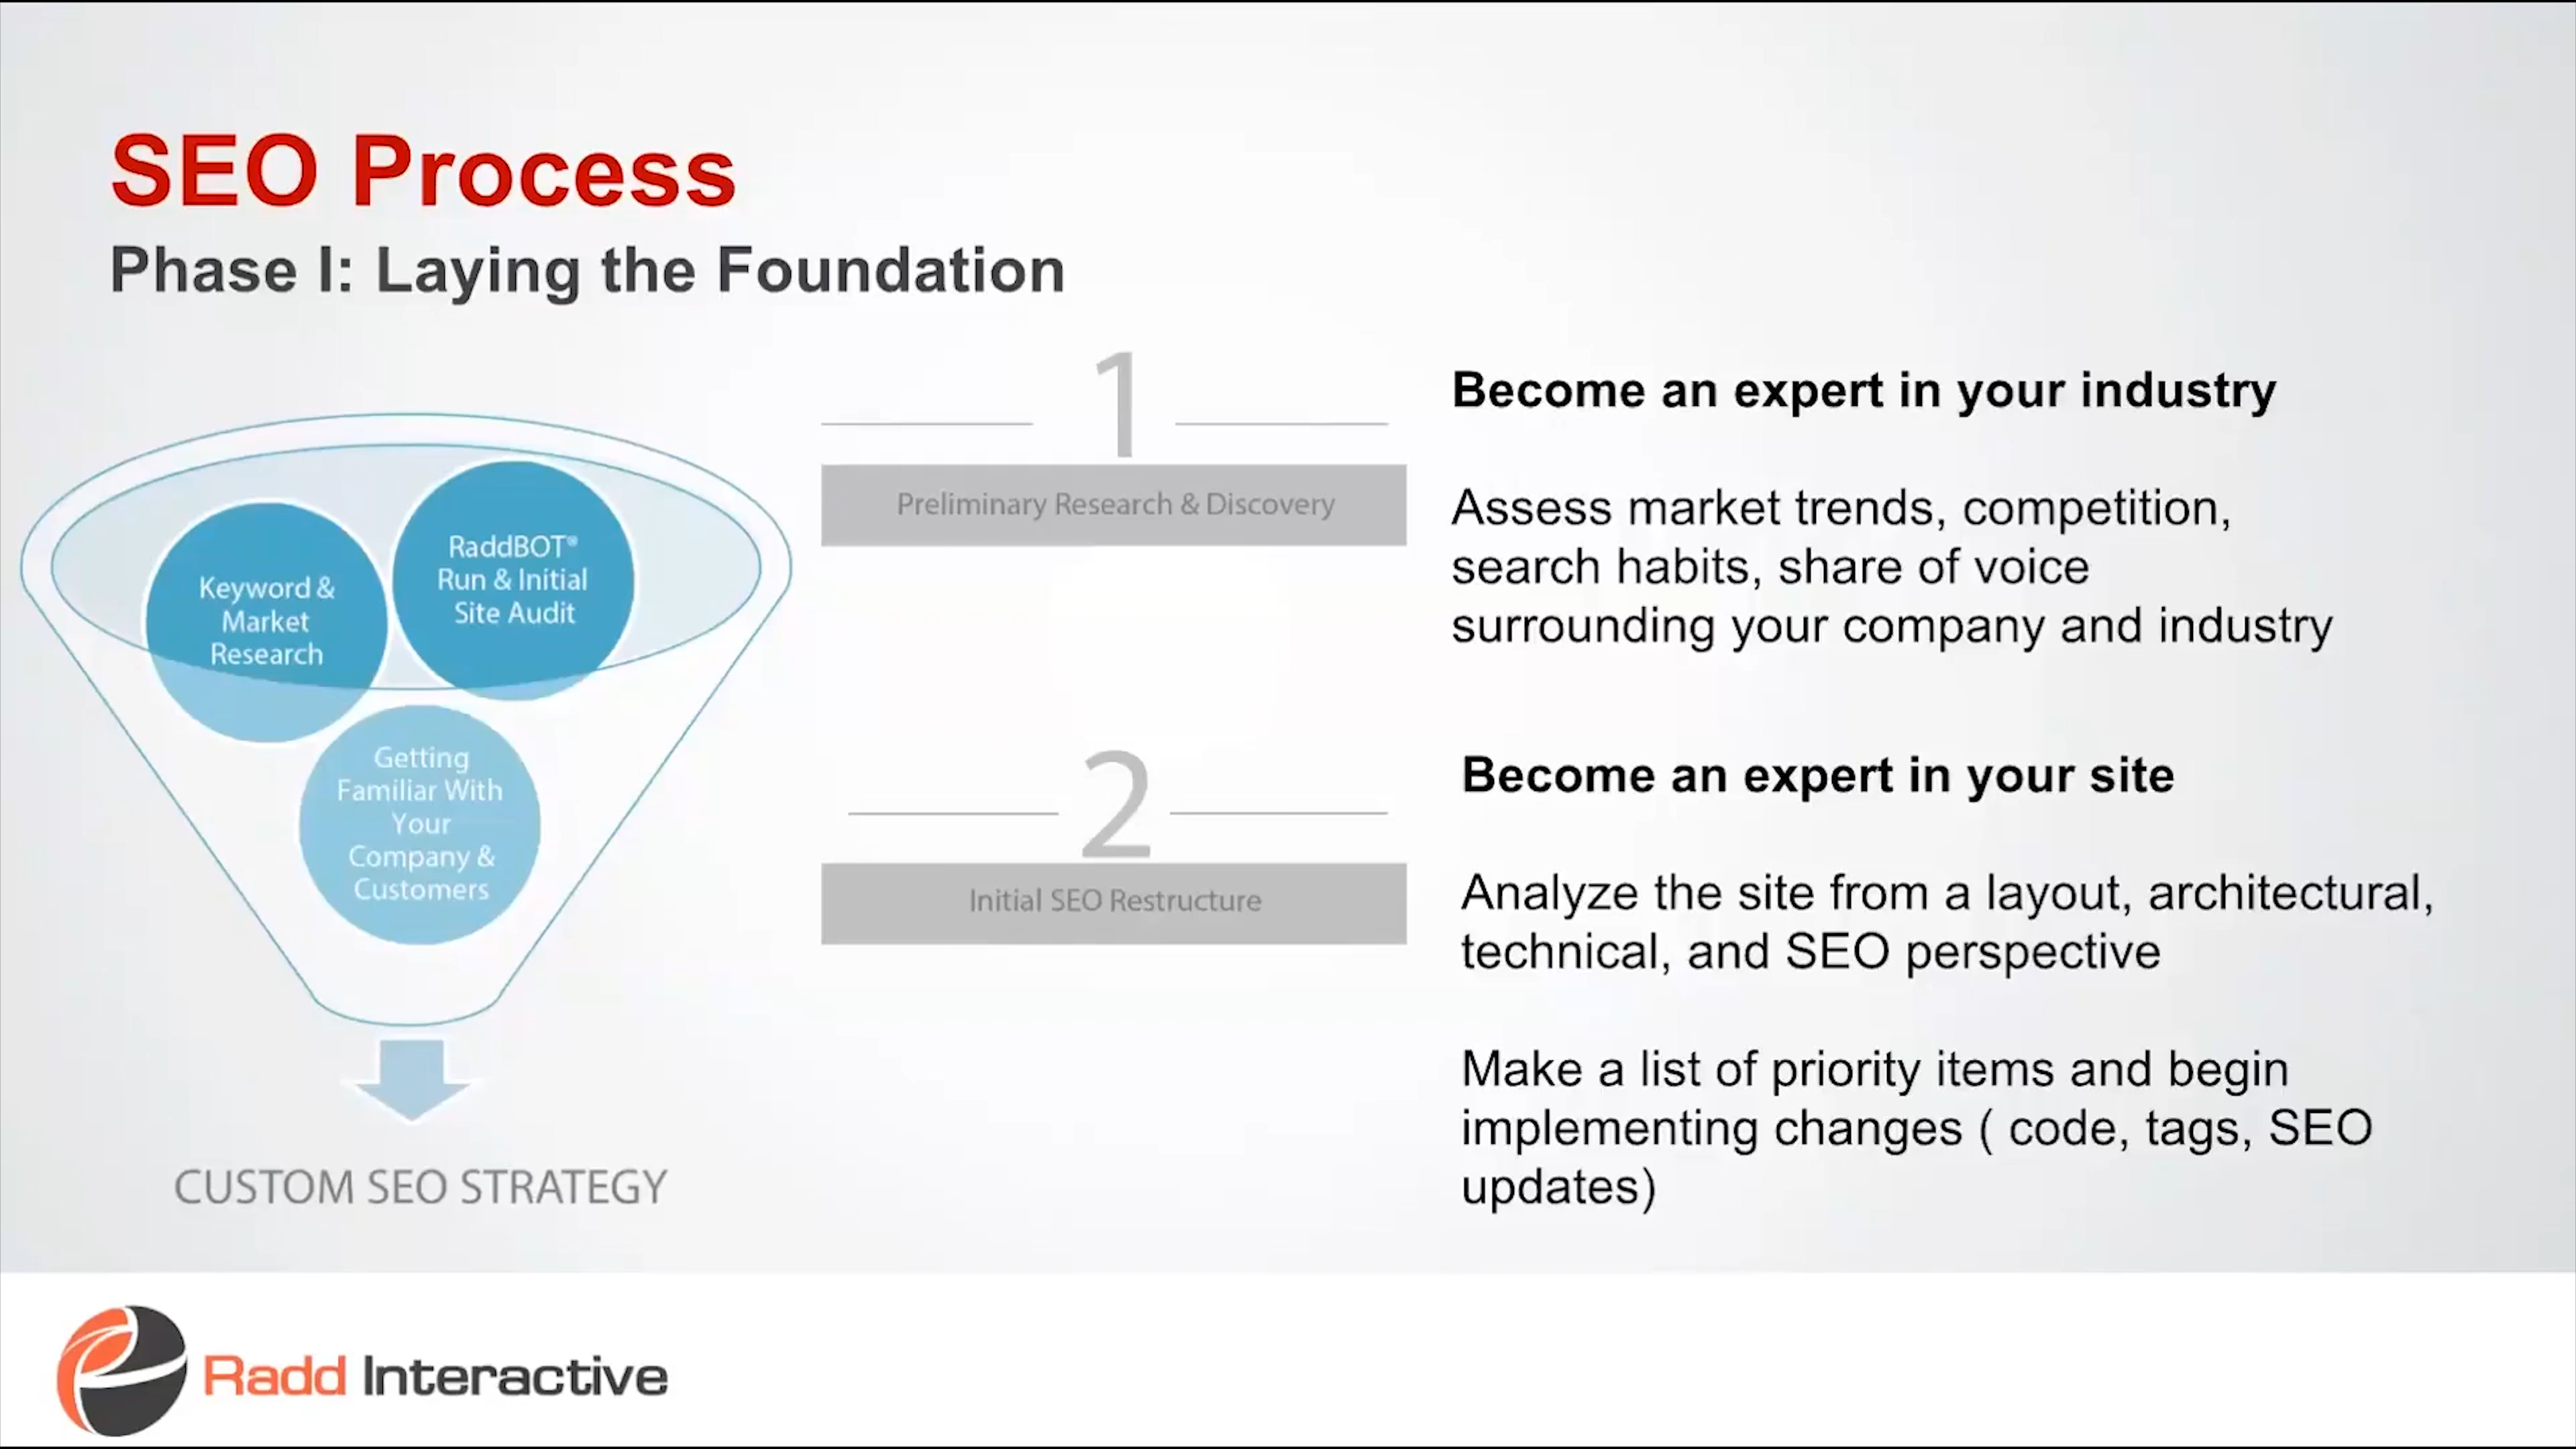 SEO Process
Phase I: Laying the Foundation
Keyword &
Market
Research
RaddBOT®
Run & Initial
Site Audit
Getting
Familiar With
Your
Company &
Customers
CUSTOM SEO STRATEGY
1
Preliminary Research & Discovery
Become an expert in your industry
Assess market trends, competition,
search habits, share of voice
surrounding your company and industry
2
Initial SEO Restructure
Become an expert in your site
Analyze the site from a layout, architectural,
technical, and SEO perspective
Make a list of priority items and begin
implementing changes ( code, tags, SEO
updates)
Radd Interactive